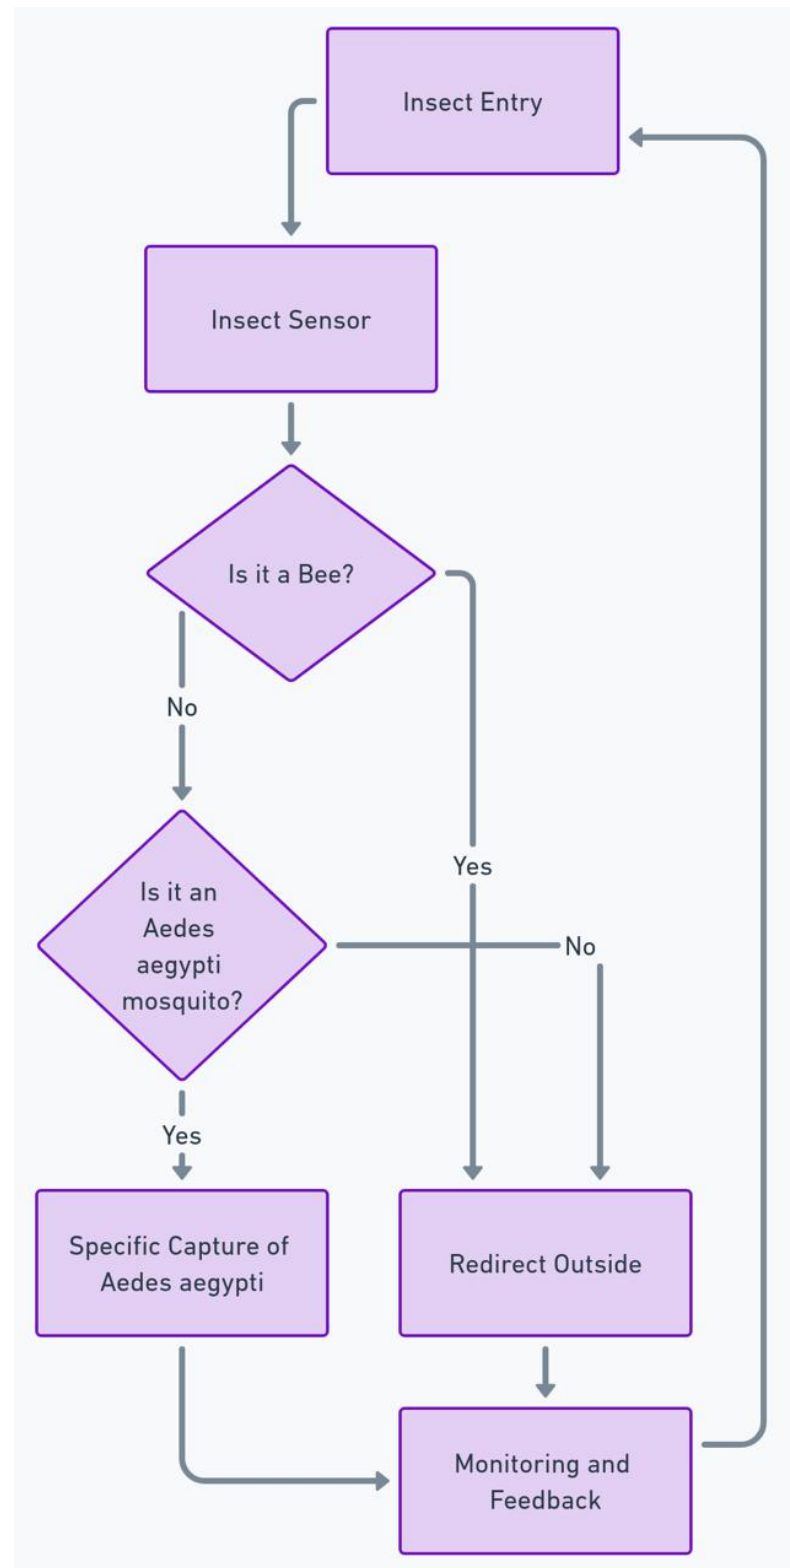 Insect Entry
Insect Sensor
Is it a Bee?
No
Yes
Is it an
Aedes
aegypti
mosquito?
No
Yes
Specific Capture of
Aedes aegypti
Redirect Outside
Monitoring and
Feedback